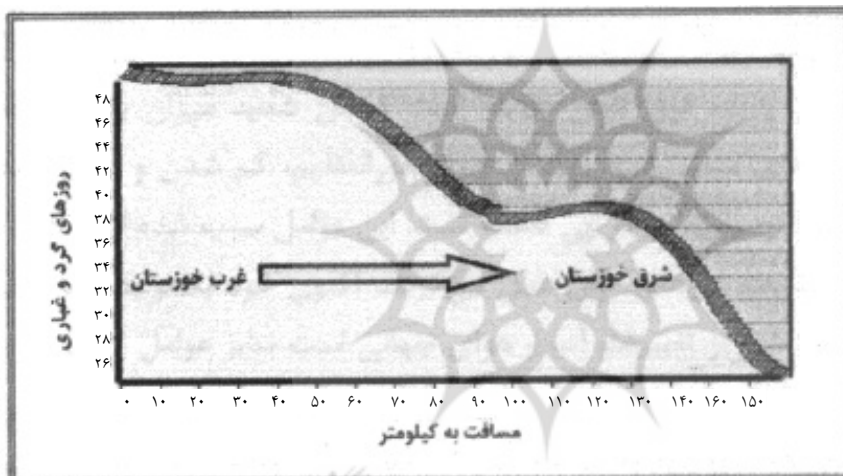 ۴۸
۴۶
۴۴
۴۲
۴۰
۳۸
۳۶
۳۴
۳۲
۳۰
۲۸
۲۶
روزهای گرد و غباری
غرب خوزستان
شرق خوزستان
۰ ۱۰ ۲۰ ۳۰ ۴۰ ۵۰ ۶۰ ۷۰ ۸۰ ۹۰ ۱۰۰ ۱۱۰ ۱۲۰ ۱۳۰ ۱۴۰ ۱۶۰ ۱۵۰
مسافت به کیلومتر